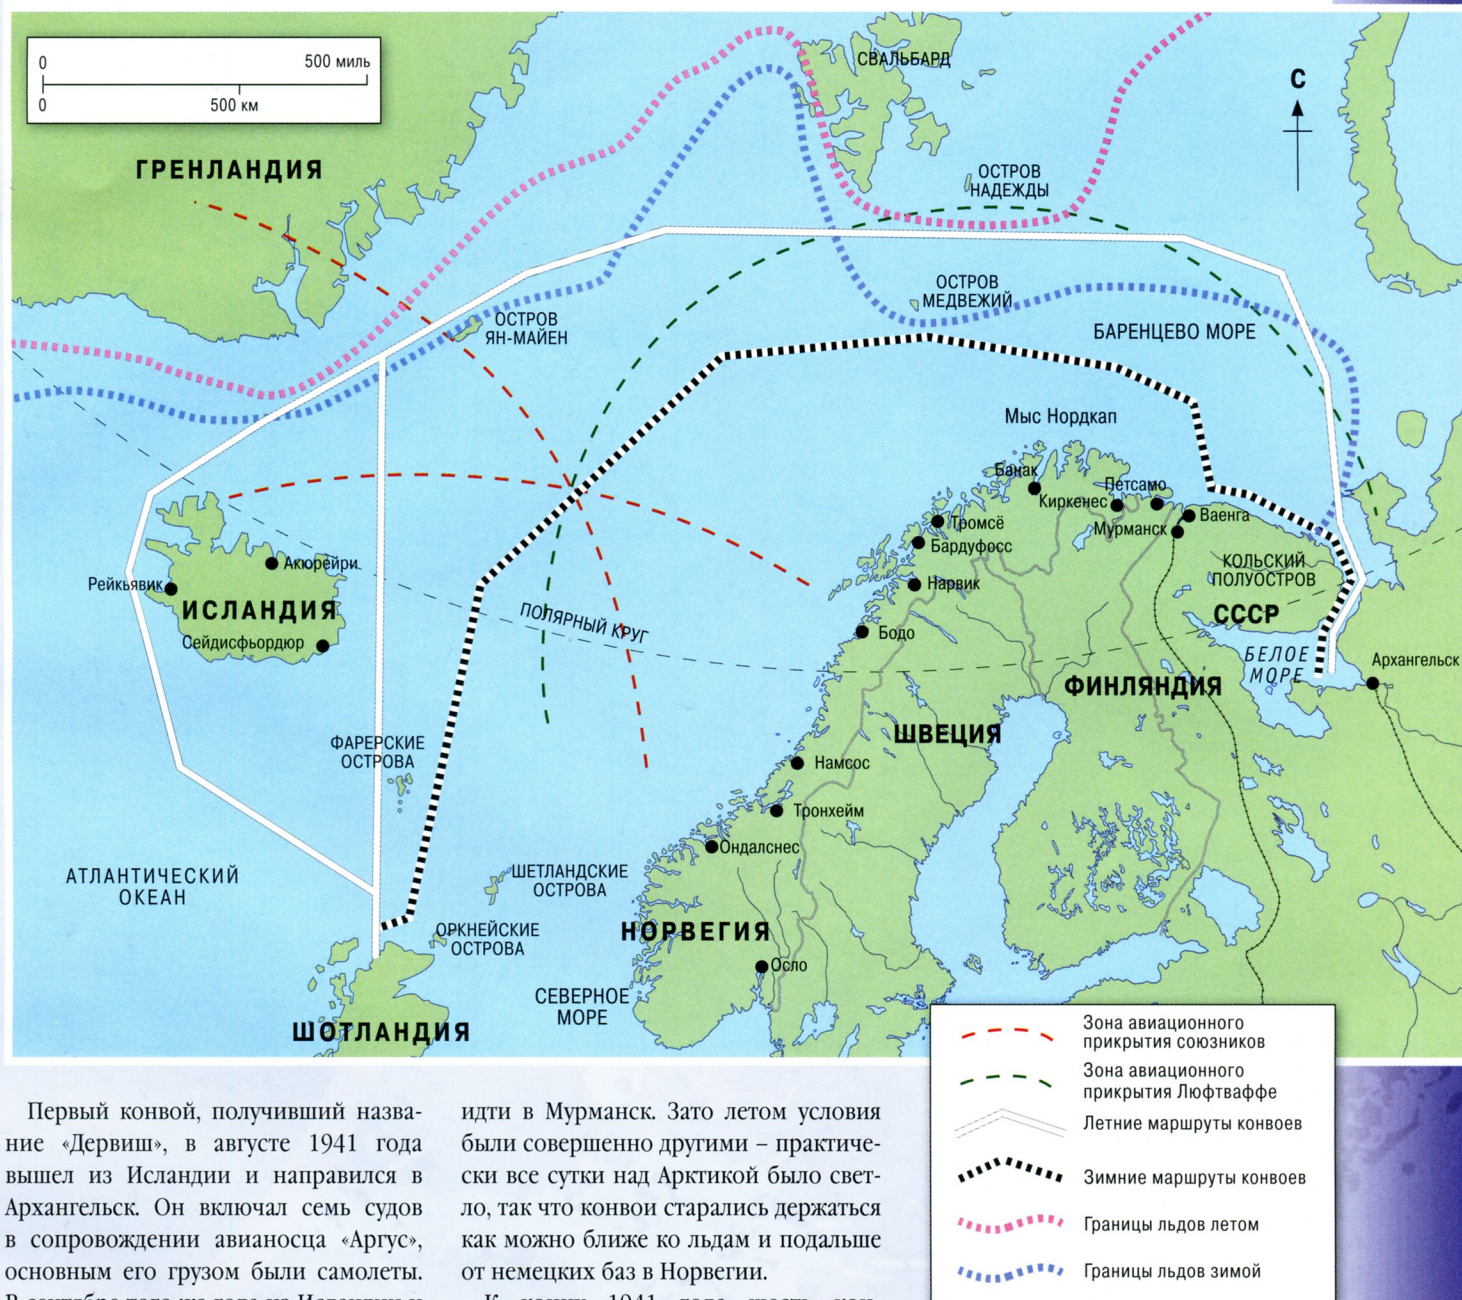 0
500 миль
0
500 км
С
СВАЛЬБАРД
ГРЕНЛАНДИЯ
ОСТРОВ
НАДЕЖДЫ
ОСТРОВ
МЕДВЕЖИЙ
ОСТРОВ
ЯН-МАЙЕН
БАРЕНЦЕВО МОРЕ
Мыс Нордкап
Банак
Петсамо
Киркенес
Ваенга
Тромсё
Мурманск
Бардуфосс
Акюрейри
КОЛЬСКИЙ
ПОЛУОСТРОВ
Рейкьявик
Нарвик
ИСЛАНДИЯ
СССР
ПОЛЯРНЫЙ КРУГ
Бодо
Сейдисфьордюр
БЕЛОЕ
МОРЕ
Архангельск
ФИНЛЯНДИЯ
ШВЕЦИЯ
ФАРЕРСКИЕ
ОСТРОВА
Намсос
Тронхейм
Ондалснес
АТЛАНТИЧЕСКИЙ
ОКЕАН
ШЕТЛАНДСКИЕ
ОСТРОВА
ОРКНЕЙСКИЕ
ОСТРОВА
НОРВЕГИЯ
Осло
СЕВЕРНОЕ
МОРЕ
ШОТЛАНДИЯ
Зона авиационного
прикрытия союзников
Зона авиационного
прикрытия Люфтваффе
Летние маршруты конвоев
Зимние маршруты конвоев
Границы льдов летом
Границы льдов зимой
Первый конвой, получивший назва-
ние «Дервиш», в августе 1941 года
вышел из Исландии и направился в
Архангельск. Он включал семь судов
в сопровождении авианосца «Аргус»,
основным его грузом были самолеты.
идти в Мурманск. Зато летом условия
были совершенно другими – практиче-
ски все сутки над Арктикой было свет-
ло, так что конвои старались держаться
как можно ближе ко льдам и подальше
от немецких баз в Норвегии.